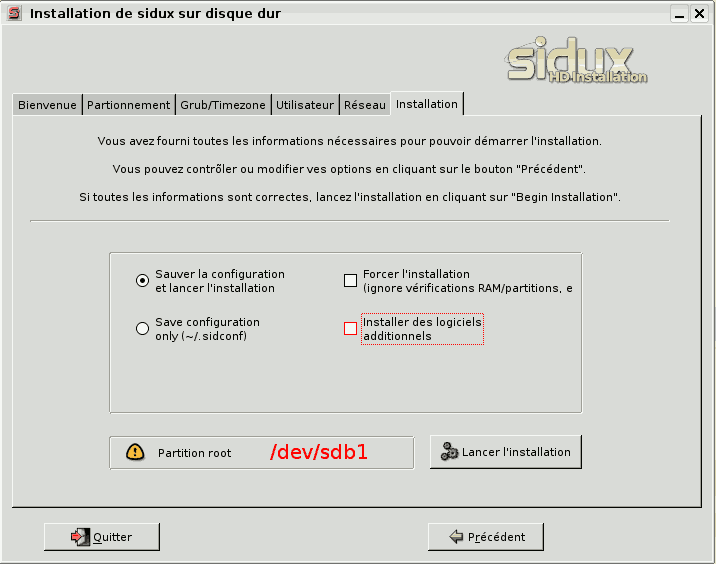 Installation de sidux sur disque dur
sidux
HD-Installation
Bienvenue Partionnement Grub/Timezone Utilisateur Réseau Installation
Vous avez fourni toutes les informations nécessaires pour pouvoir démarrer l'installation.
Vous pouvez contrôler ou modifier ves options en cliquant sur le bouton "Précédent".
Si toutes les informations sont correctes, lancez l'installation en cliquant sur "Begin Installation".
Sauver la configuration
et lancer l'installation
Forcer l'installation
(ignore vérifications RAM/partitions, e
Save configuration
only (~/.sidconf)
Installer des logiciels
additionnels
Partition root /dev/sdb1
Lancer l'installation
Quitter
Précédent